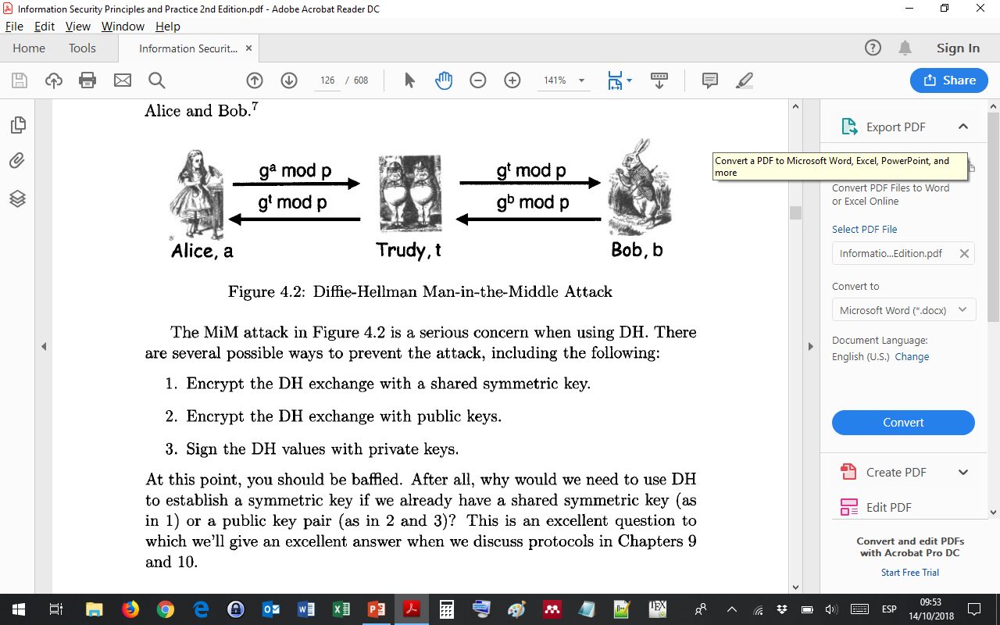 Information Security Principles and Practice 2nd Edition.pdf - Adobe Acrobat Reader DC
File Edit View Window Help
Home Tools Information Securit... ×
Sign In
126 / 608
141%
Share
Alice and Bob.⁷
gᵃ mod p
gᵗ mod p
gᵗ mod p
gᵇ mod p
Alice, a
Trudy, t
Bob, b
Figure 4.2: Diffie-Hellman Man-in-the-Middle Attack
The MiM attack in Figure 4.2 is a serious concern when using DH. There
are several possible ways to prevent the attack, including the following:
1. Encrypt the DH exchange with a shared symmetric key.
2. Encrypt the DH exchange with public keys.
3. Sign the DH values with private keys.
At this point, you should be baffled. After all, why would we need to use DH
to establish a symmetric key if we already have a shared symmetric key (as
in 1) or a public key pair (as in 2 and 3)? This is an excellent question to
which we'll give an excellent answer when we discuss protocols in Chapters 9
and 10.
Export PDF
Convert a PDF to Microsoft Word, Excel, PowerPoint, and
more
Convert PDF Files to Word
or Excel Online
Select PDF File
Informatio...Edition.pdf
Convert to
Microsoft Word (*.docx)
Document Language:
English (U.S.) Change
Convert
Create PDF
Edit PDF
Convert and edit PDFs
with Acrobat Pro DC
Start Free Trial
ESP
09:53
14/10/2018